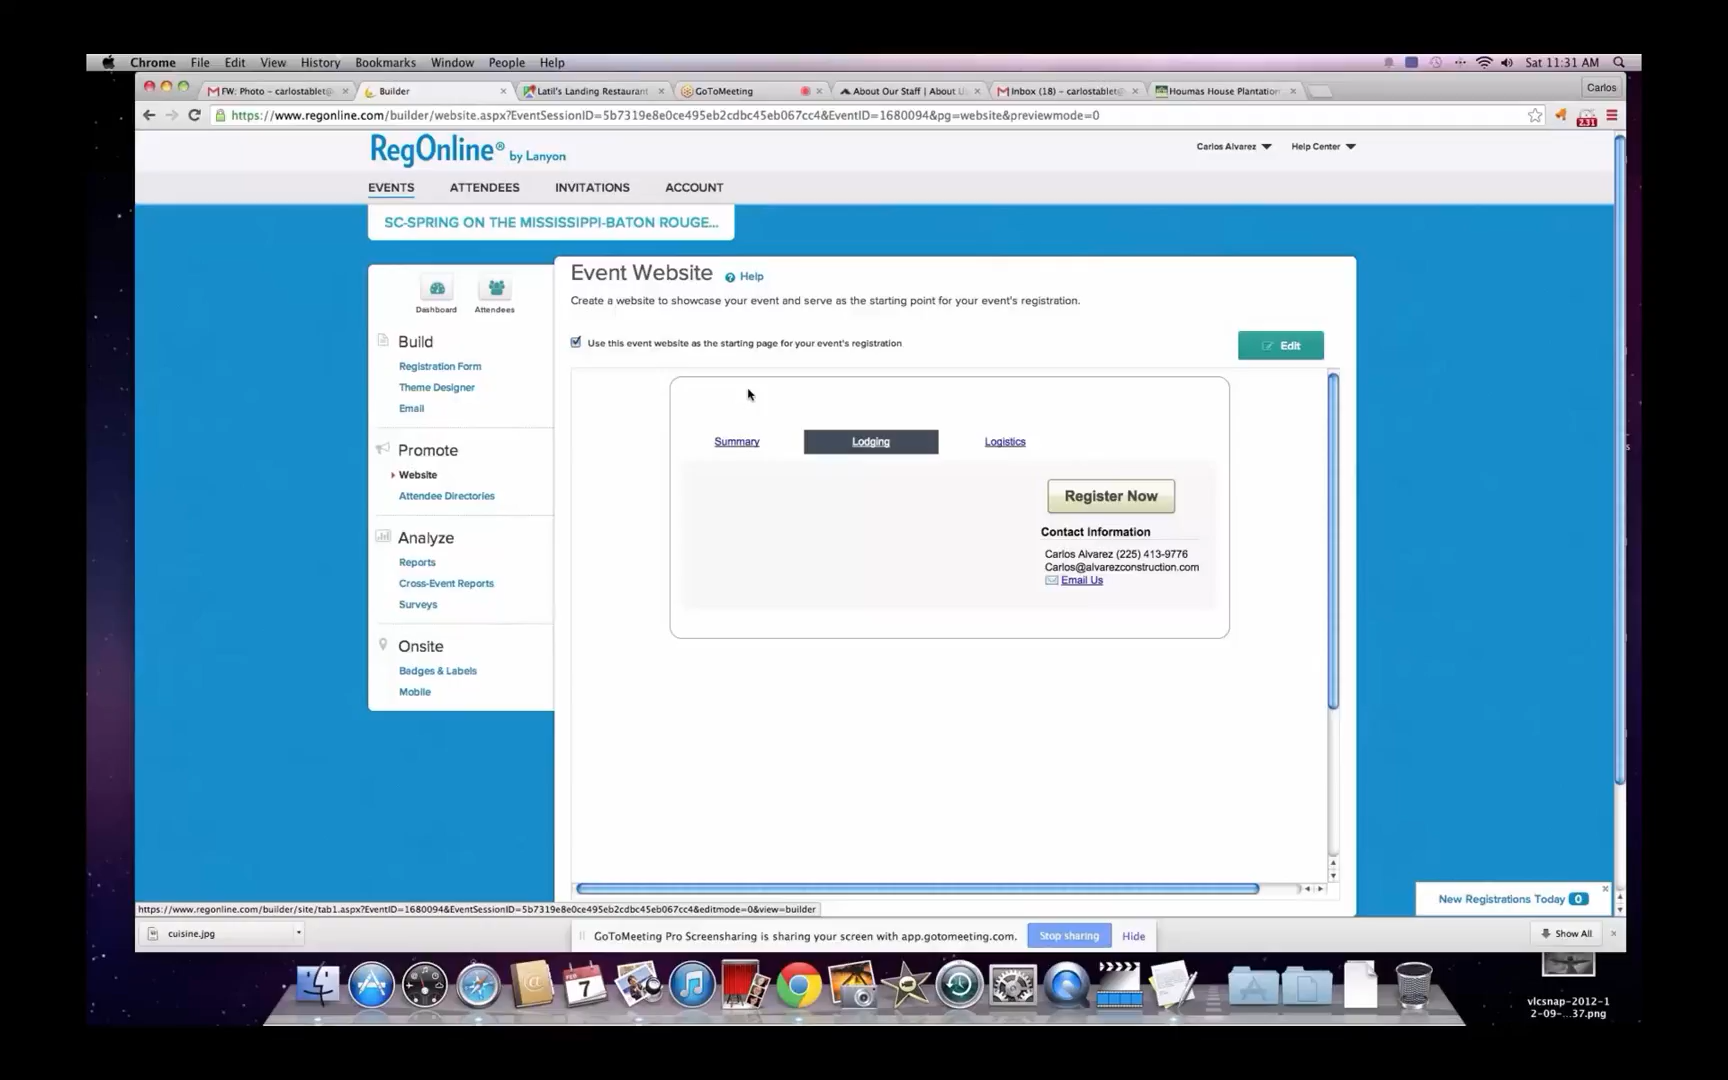 Chrome File Edit View History Bookmarks Window People Help Sat 11:31 AM
FW: Photo - carlostablet@ Builder Latil's Landing Restaurant GoToMeeting About Our Staff | About U Inbox (18) - carlostablet@ Houmas House Plantation Carlos
https://www.regonline.com/builder/website.aspx?EventSessionID=5b7319e8e0ce495eb2cdbc45eb067cc4&EventID=1680094&pg=website&previewmode=0
2.31
RegOnline® by Lanyon
Carlos Alvarez Help Center
EVENTS ATTENDEES INVITATIONS ACCOUNT
SC-SPRING ON THE MISSISSIPPI-BATON ROUGE...
Dashboard Attendees
Build
Registration Form
Theme Designer
Email
Promote
Website
Attendee Directories
Analyze
Reports
Cross-Event Reports
Surveys
Onsite
Badges & Labels
Mobile
Event Website Help
Create a website to showcase your event and serve as the starting point for your event's registration.
Use this event website as the starting page for your event's registration
Edit
Summary Lodging Logistics
Register Now
Contact Information
Carlos Alvarez (225) 413-9776
Carlos@alvarezconstruction.com
Email Us
New Registrations Today 0
https://www.regonline.com/builder/site/tab1.aspx?EventID=1680094&EventSessionID=5b7319e8e0ce495eb2cdbc45eb067cc4&editmode=0&view=builder
cuisine.jpg
GoToMeeting Pro Screensharing is sharing your screen with app.gotomeeting.com. Stop sharing Hide
Show All
FEB
7
vlcsnap-2012-1
2-09-...37.png